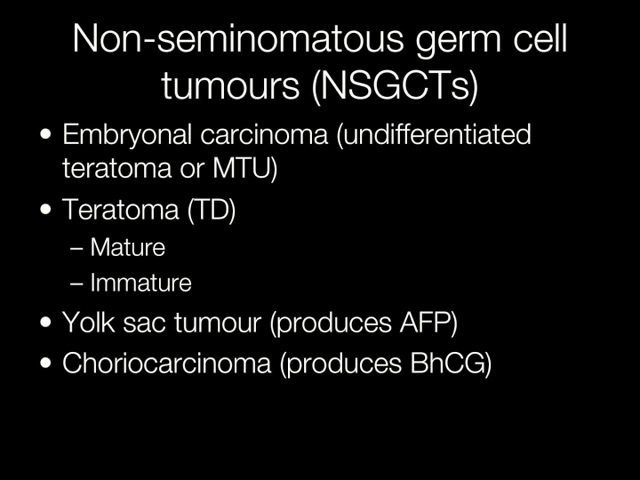 Non-seminomatous germ cell
tumours (NSGCTs)
• Embryonal carcinoma (undifferentiated
teratoma or MTU)
• Teratoma (TD)
– Mature
– Immature
• Yolk sac tumour (produces AFP)
• Choriocarcinoma (produces BhCG)